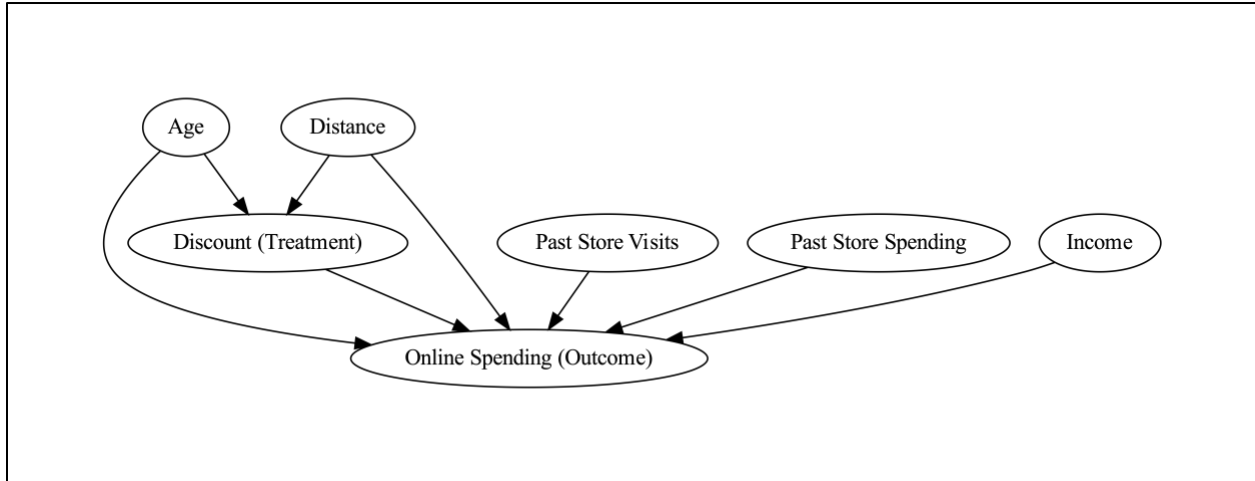 Age
Distance
Discount (Treatment)
Past Store Visits
Past Store Spending
Income
Online Spending (Outcome)